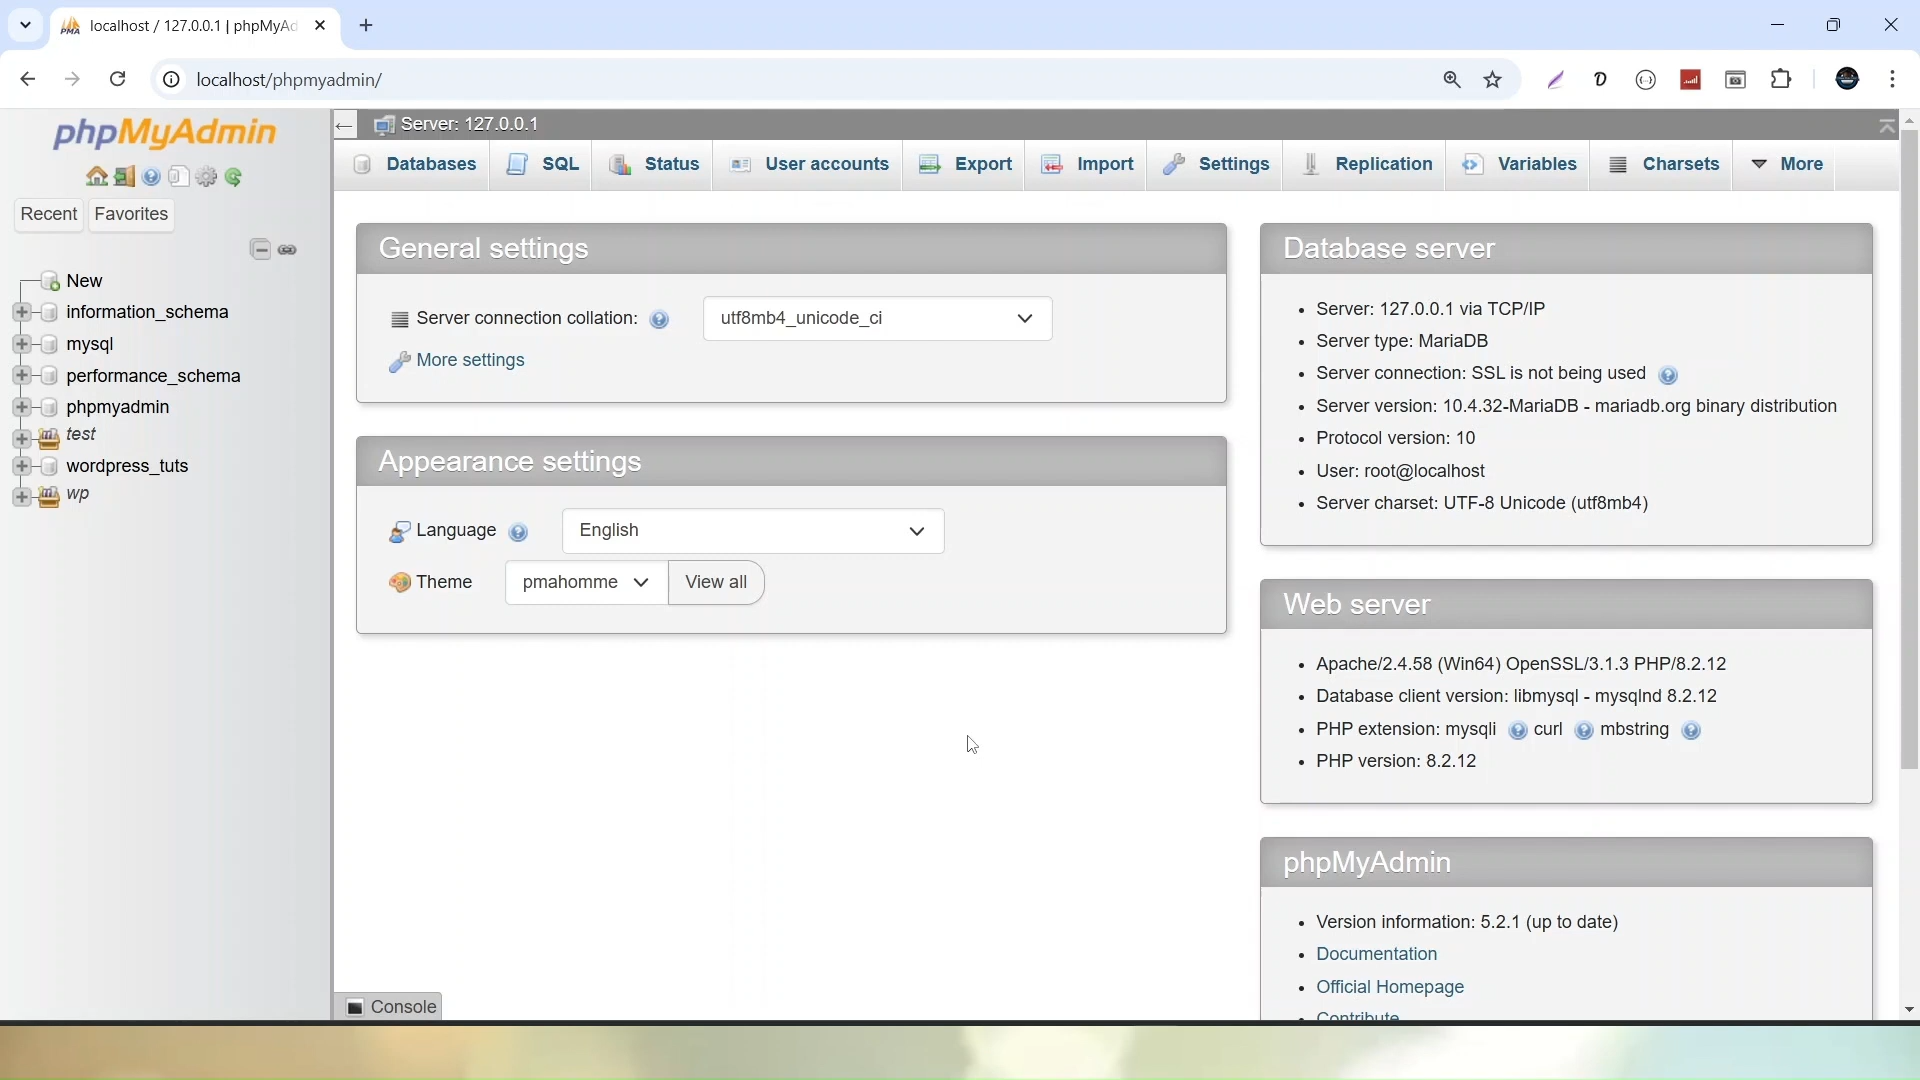 localhost / 127.0.0.1 | phpMyAd
localhost/phpmyadmin/
phpMyAdmin
Recent
Favorites
New
information_schema
mysql
performance_schema
phpmyadmin
test
wordpress_tuts
wp
Server: 127.0.0.1
Databases
SQL
Status
User accounts
Export
Import
Settings
Replication
Variables
Charsets
More
General settings
Server connection collation:
utf8mb4_unicode_ci
More settings
Appearance settings
Language
English
Theme
pmahomme
View all
Database server
Server: 127.0.0.1 via TCP/IP
Server type: MariaDB
Server connection: SSL is not being used
Server version: 10.4.32-MariaDB - mariadb.org binary distribution
Protocol version: 10
User: root@localhost
Server charset: UTF-8 Unicode (utf8mb4)
Web server
Apache/2.4.58 (Win64) OpenSSL/3.1.3 PHP/8.2.12
Database client version: libmysql - mysqlnd 8.2.12
PHP extension: mysqli curl mbstring
PHP version: 8.2.12
phpMyAdmin
Version information: 5.2.1 (up to date)
Documentation
Official Homepage
Contribute
Console